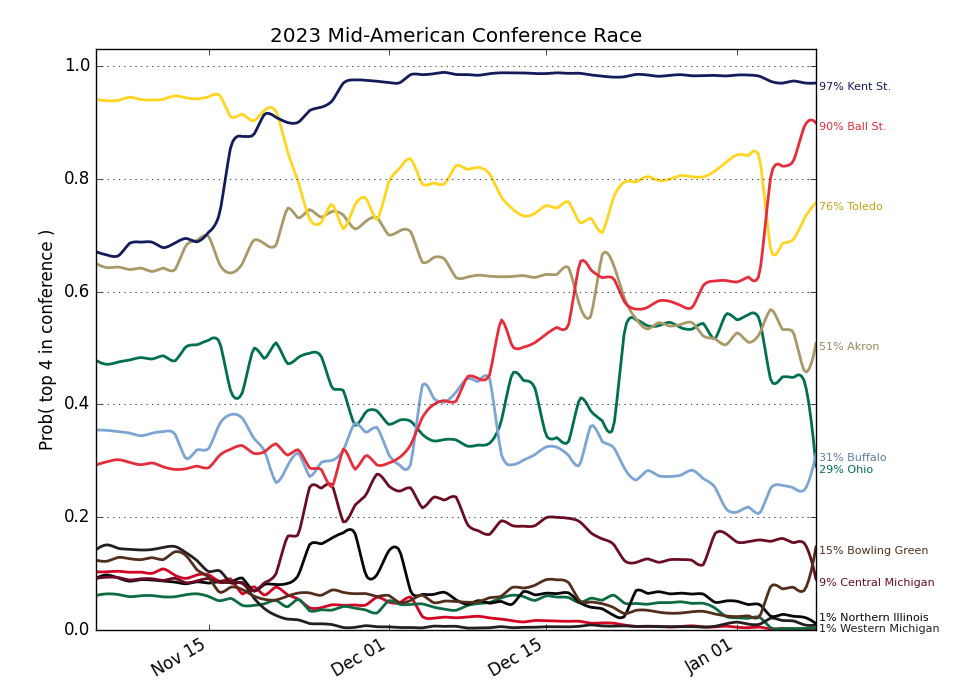 2023 Mid-American Conference Race
Prob( top 4 in conference )
1.0
0.8
0.6
0.4
0.2
0.0
Nov 15
Dec 01
Dec 15
Jan 01
97% Kent St.
90% Ball St.
76% Toledo
51% Akron
31% Buffalo
29% Ohio
15% Bowling Green
9% Central Michigan
1% Northern Illinois
1% Western Michigan